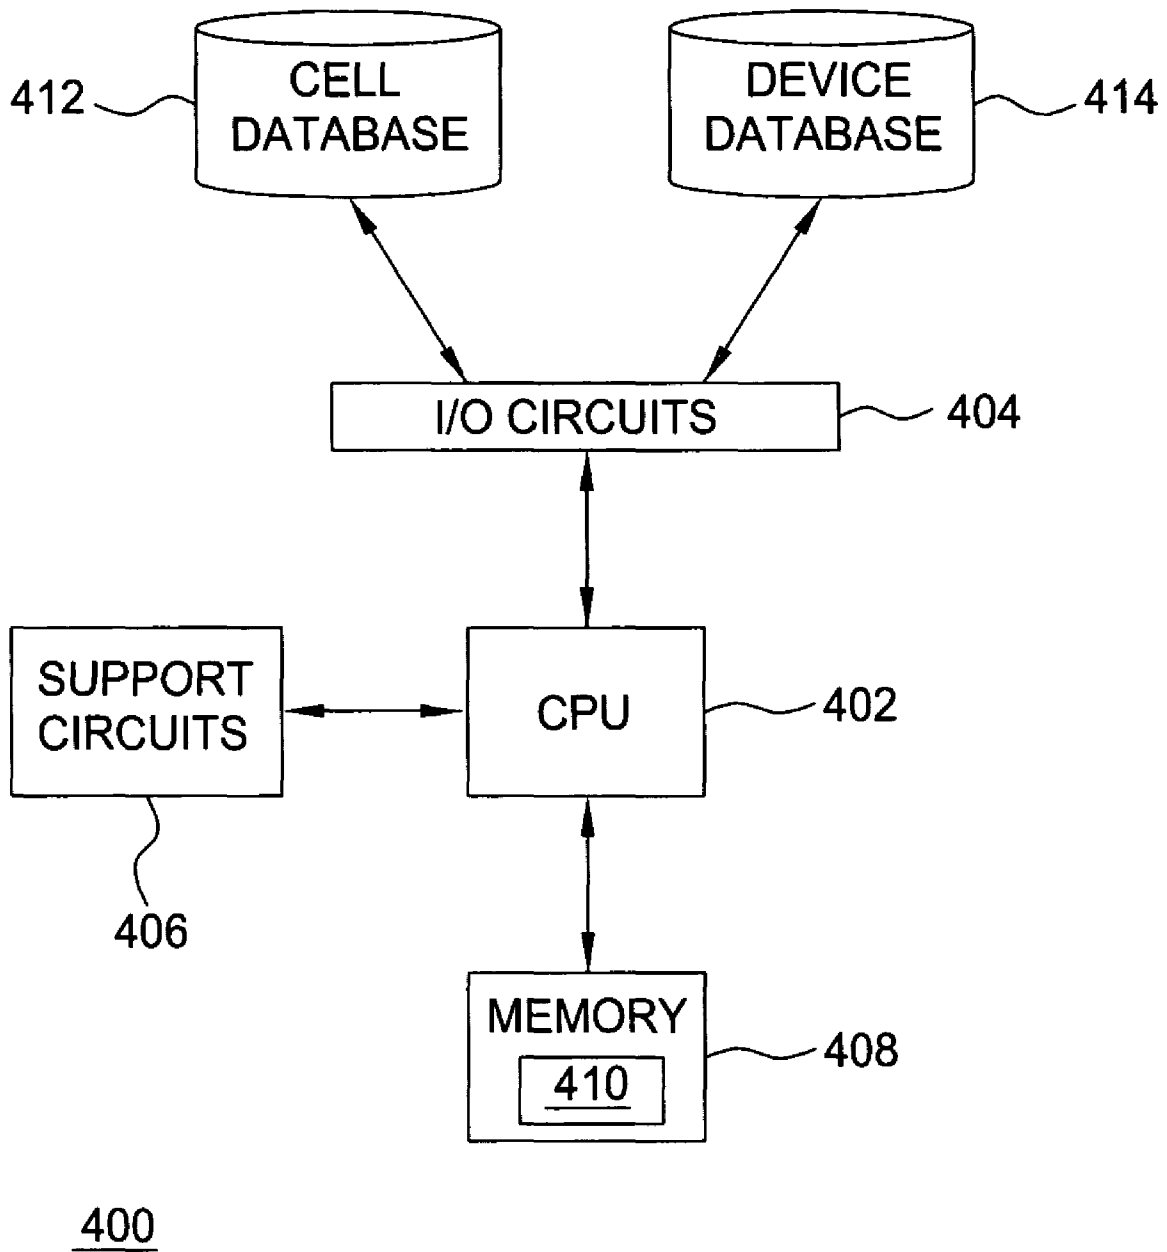 CELL
DATABASE
412
DEVICE
DATABASE
414
I/O CIRCUITS
404
SUPPORT
CIRCUITS
406
CPU
402
MEMORY
410
408
400